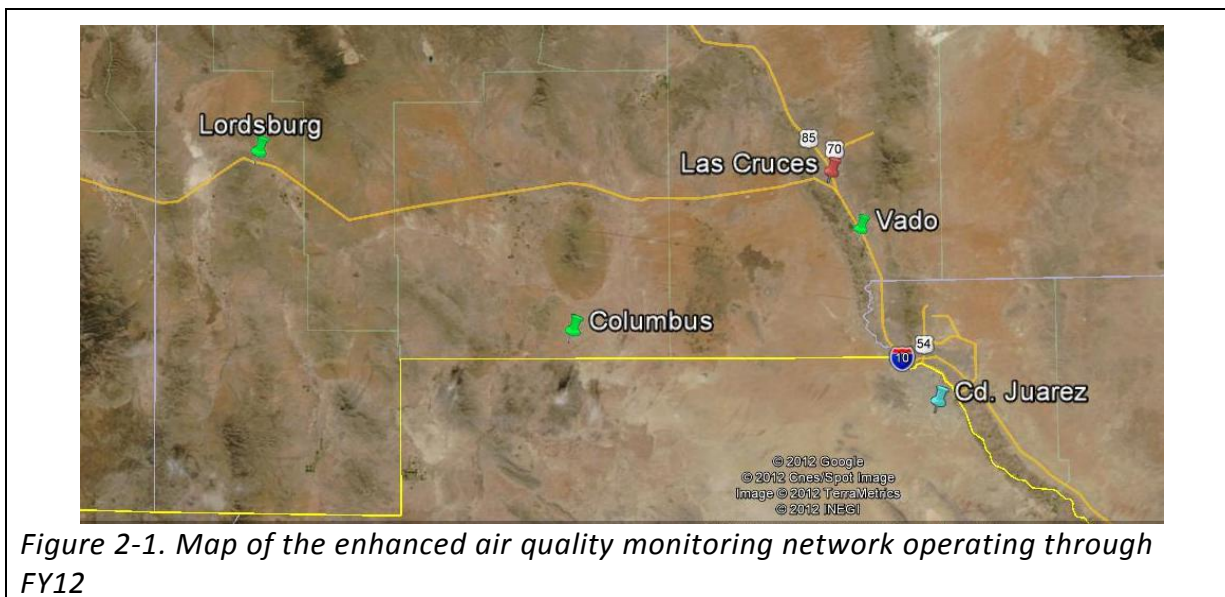 Lordsburg
85
70
Las Cruces
Vado
Columbus
54
10
Cd. Juarez
© 2012 Google
© 2012 Cnes/Spot Image
Image © 2012 TerraMetrics
© 2012 INEGI
Figure 2-1. Map of the enhanced air quality monitoring network operating through
FY12